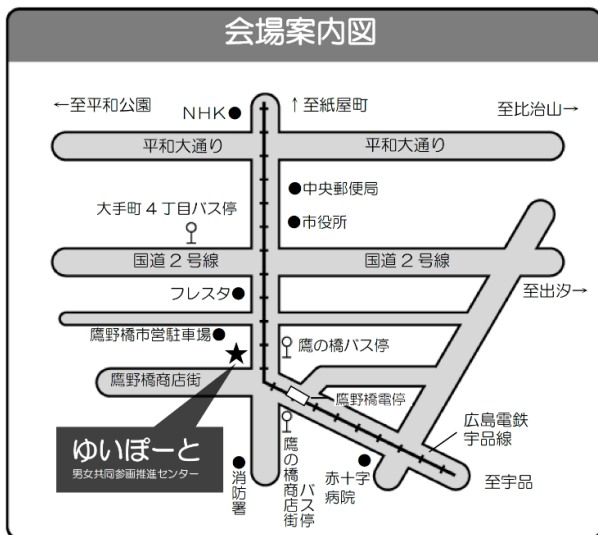 会場案内図
←至平和公園
NHK
↑至紙屋町
至比治山→
平和大通り
平和大通り
中央郵便局
大手町4丁目バス停
市役所
国道2号線
国道2号線
フレスタ
至出汐→
鷹野橋市営駐車場
鷹の橋バス停
鷹野橋商店街
鷹野橋電停
広島電鉄
宇品線
ゆいぽーと
男女共同参画推進センター
消防署
鷹の橋商店街
バス停
赤十字
病院
至宇品